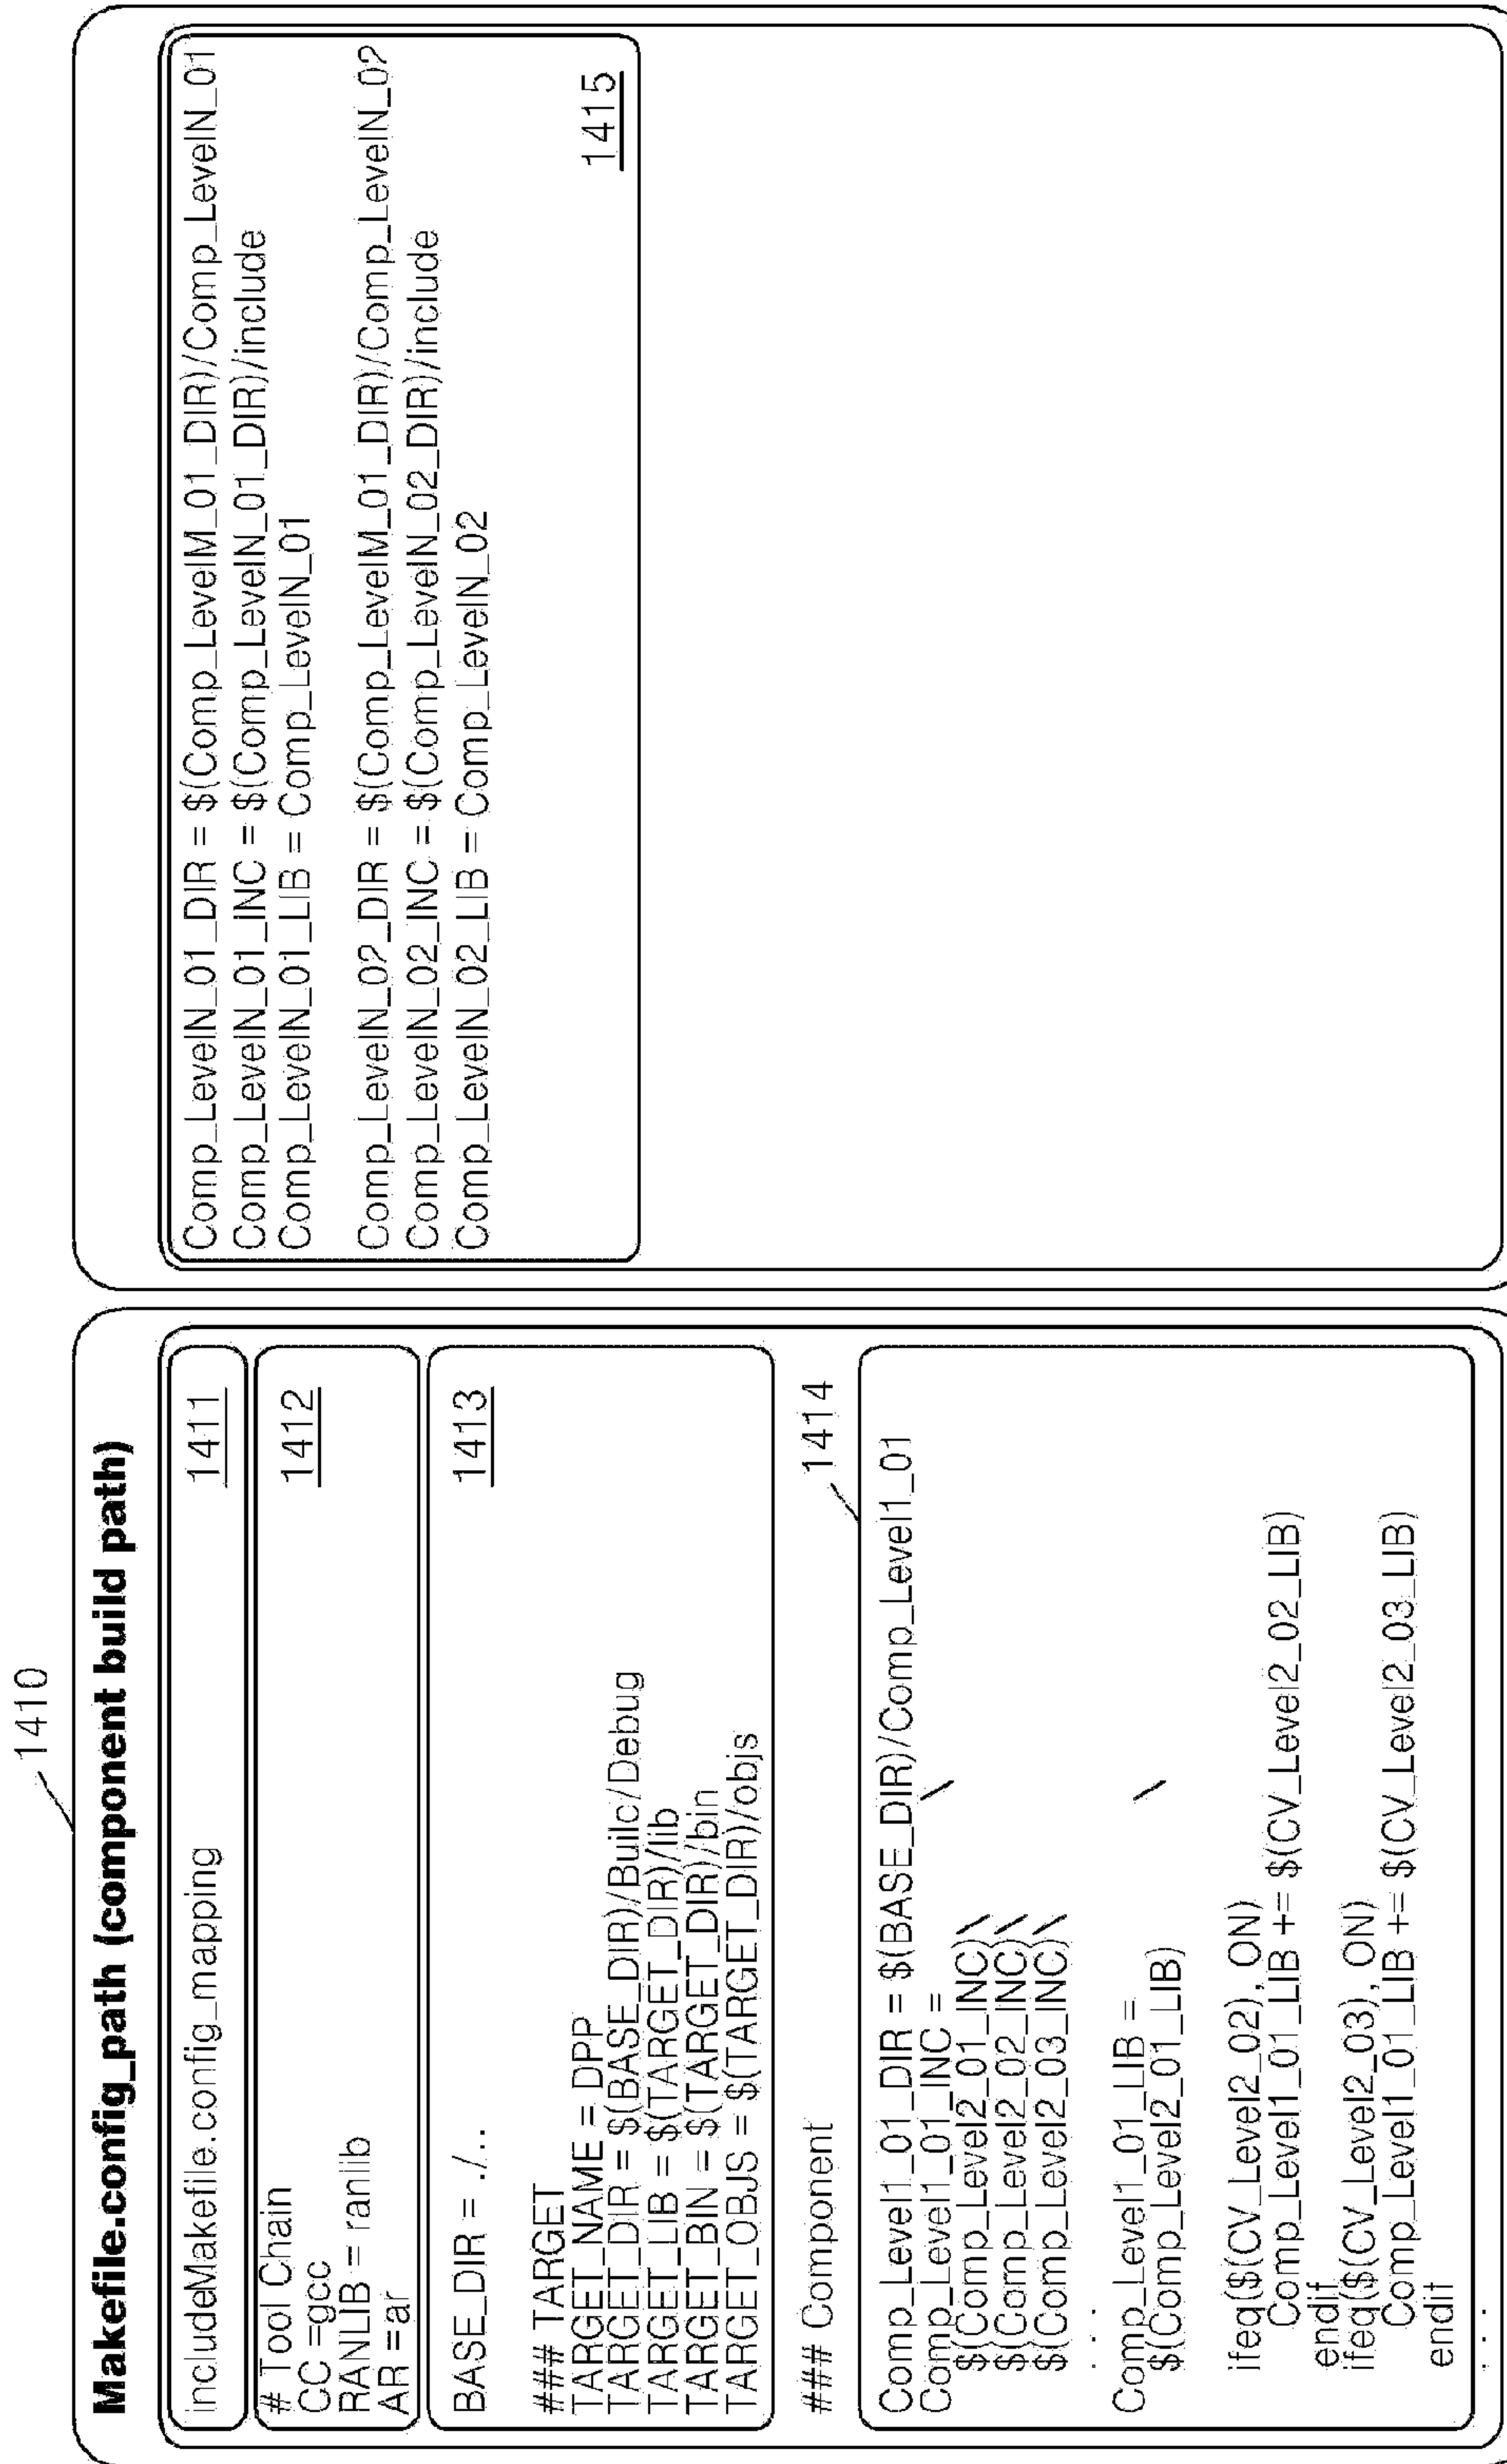 1410
Makefile.config_path (component build path)
includeMakefile.config_mapping
1411
# Tool Chain
CC =gcc
RANLIB = ranlib
AR =ar
1412
BASE_DIR = ./..
1413
### TARGET
TARGET_NAME = DPP
TARGET_DIR = $(BASE_DIR)/Build/Debug
TARGET_LIB = $(TARGET_DIR)/lib
TARGET_BIN = $(TARGET_DIR)/bin
TARGET_OBJS = $(TARGET_DIR)/objs
### Component
1414
Comp_Level1_01_DIR = $(BASE_DIR)/Comp_Level1_01
Comp_Level1_01_INC = \
$(Comp_Level2_01_INC)\
$(Comp_Level2_02_INC)\
$(Comp_Level2_03_INC)\
. . .
Comp_Level1_01_LIB = \
$(Comp_Level2_01_LIB)
ifeq($(CV_Level2_02), ON)
Comp_Level1_01_LIB += $(CV_Level2_02_LIB)
endif
ifeq($(CV_Level2_03), ON)
Comp_Level1_01_LIB += $(CV_Level2_03_LIB)
endif
. . .
Comp_LevelN_01_DIR = $(Comp_LevelM_01_DIR)/Comp_LevelN_01
Comp_LevelN_01_INC = $(Comp_LevelN_01_DIR)/include
Comp_LevelN_01_LIB = Comp_LevelN_01
Comp_LevelN_02_DIR = $(Comp_LevelM_01_DIR)/Comp_LevelN_02
Comp_LevelN_02_INC = $(Comp_LevelN_02_DIR)/include
Comp_LevelN_02_LIB = Comp_LevelN_02
1415